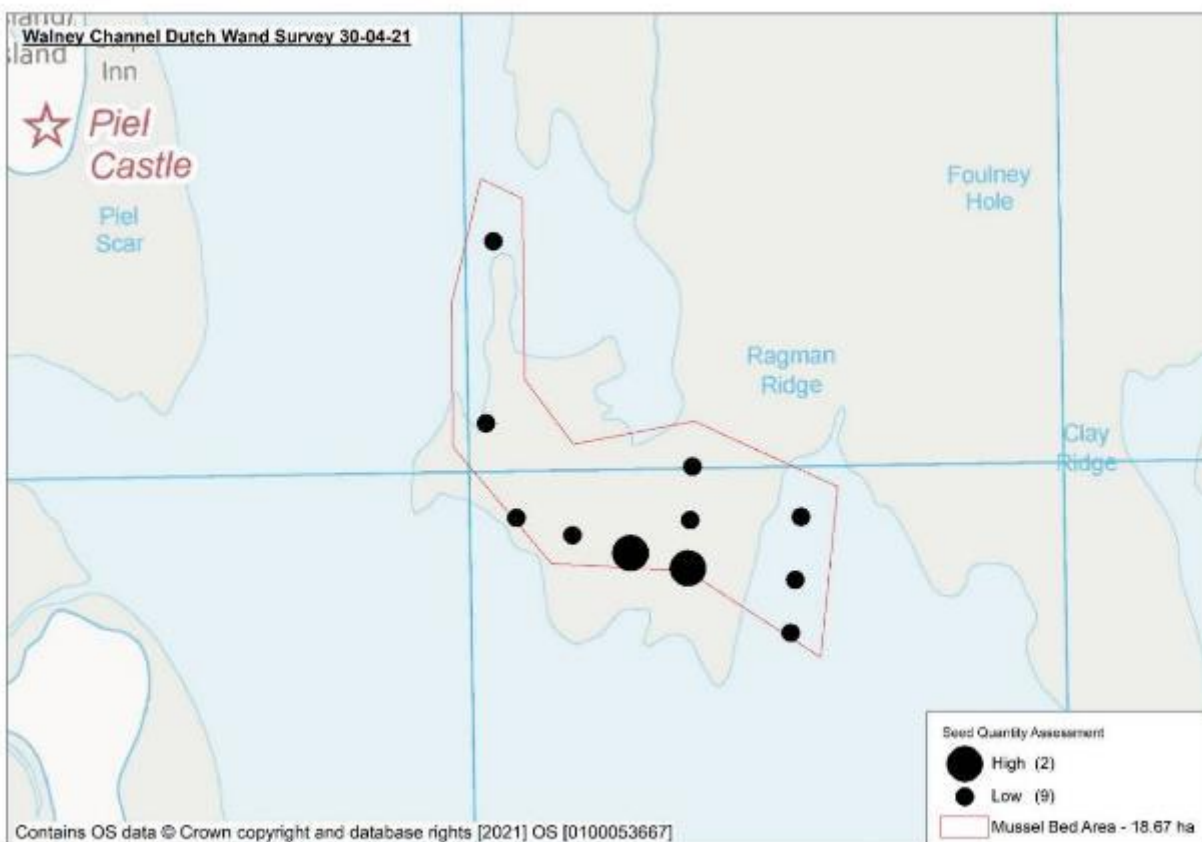 Walney Channel Dutch Wand Survey 30-04-21
Inn
Piel
Castle
Piel
Scar
Foulney
Hole
Ragman
Ridge
Clay
Ridge
Seed Quantity Assessment
High (2)
Low (9)
Mussel Bed Area - 18.67 ha
Contains OS data © Crown copyright and database rights [2021] OS [0100053667]